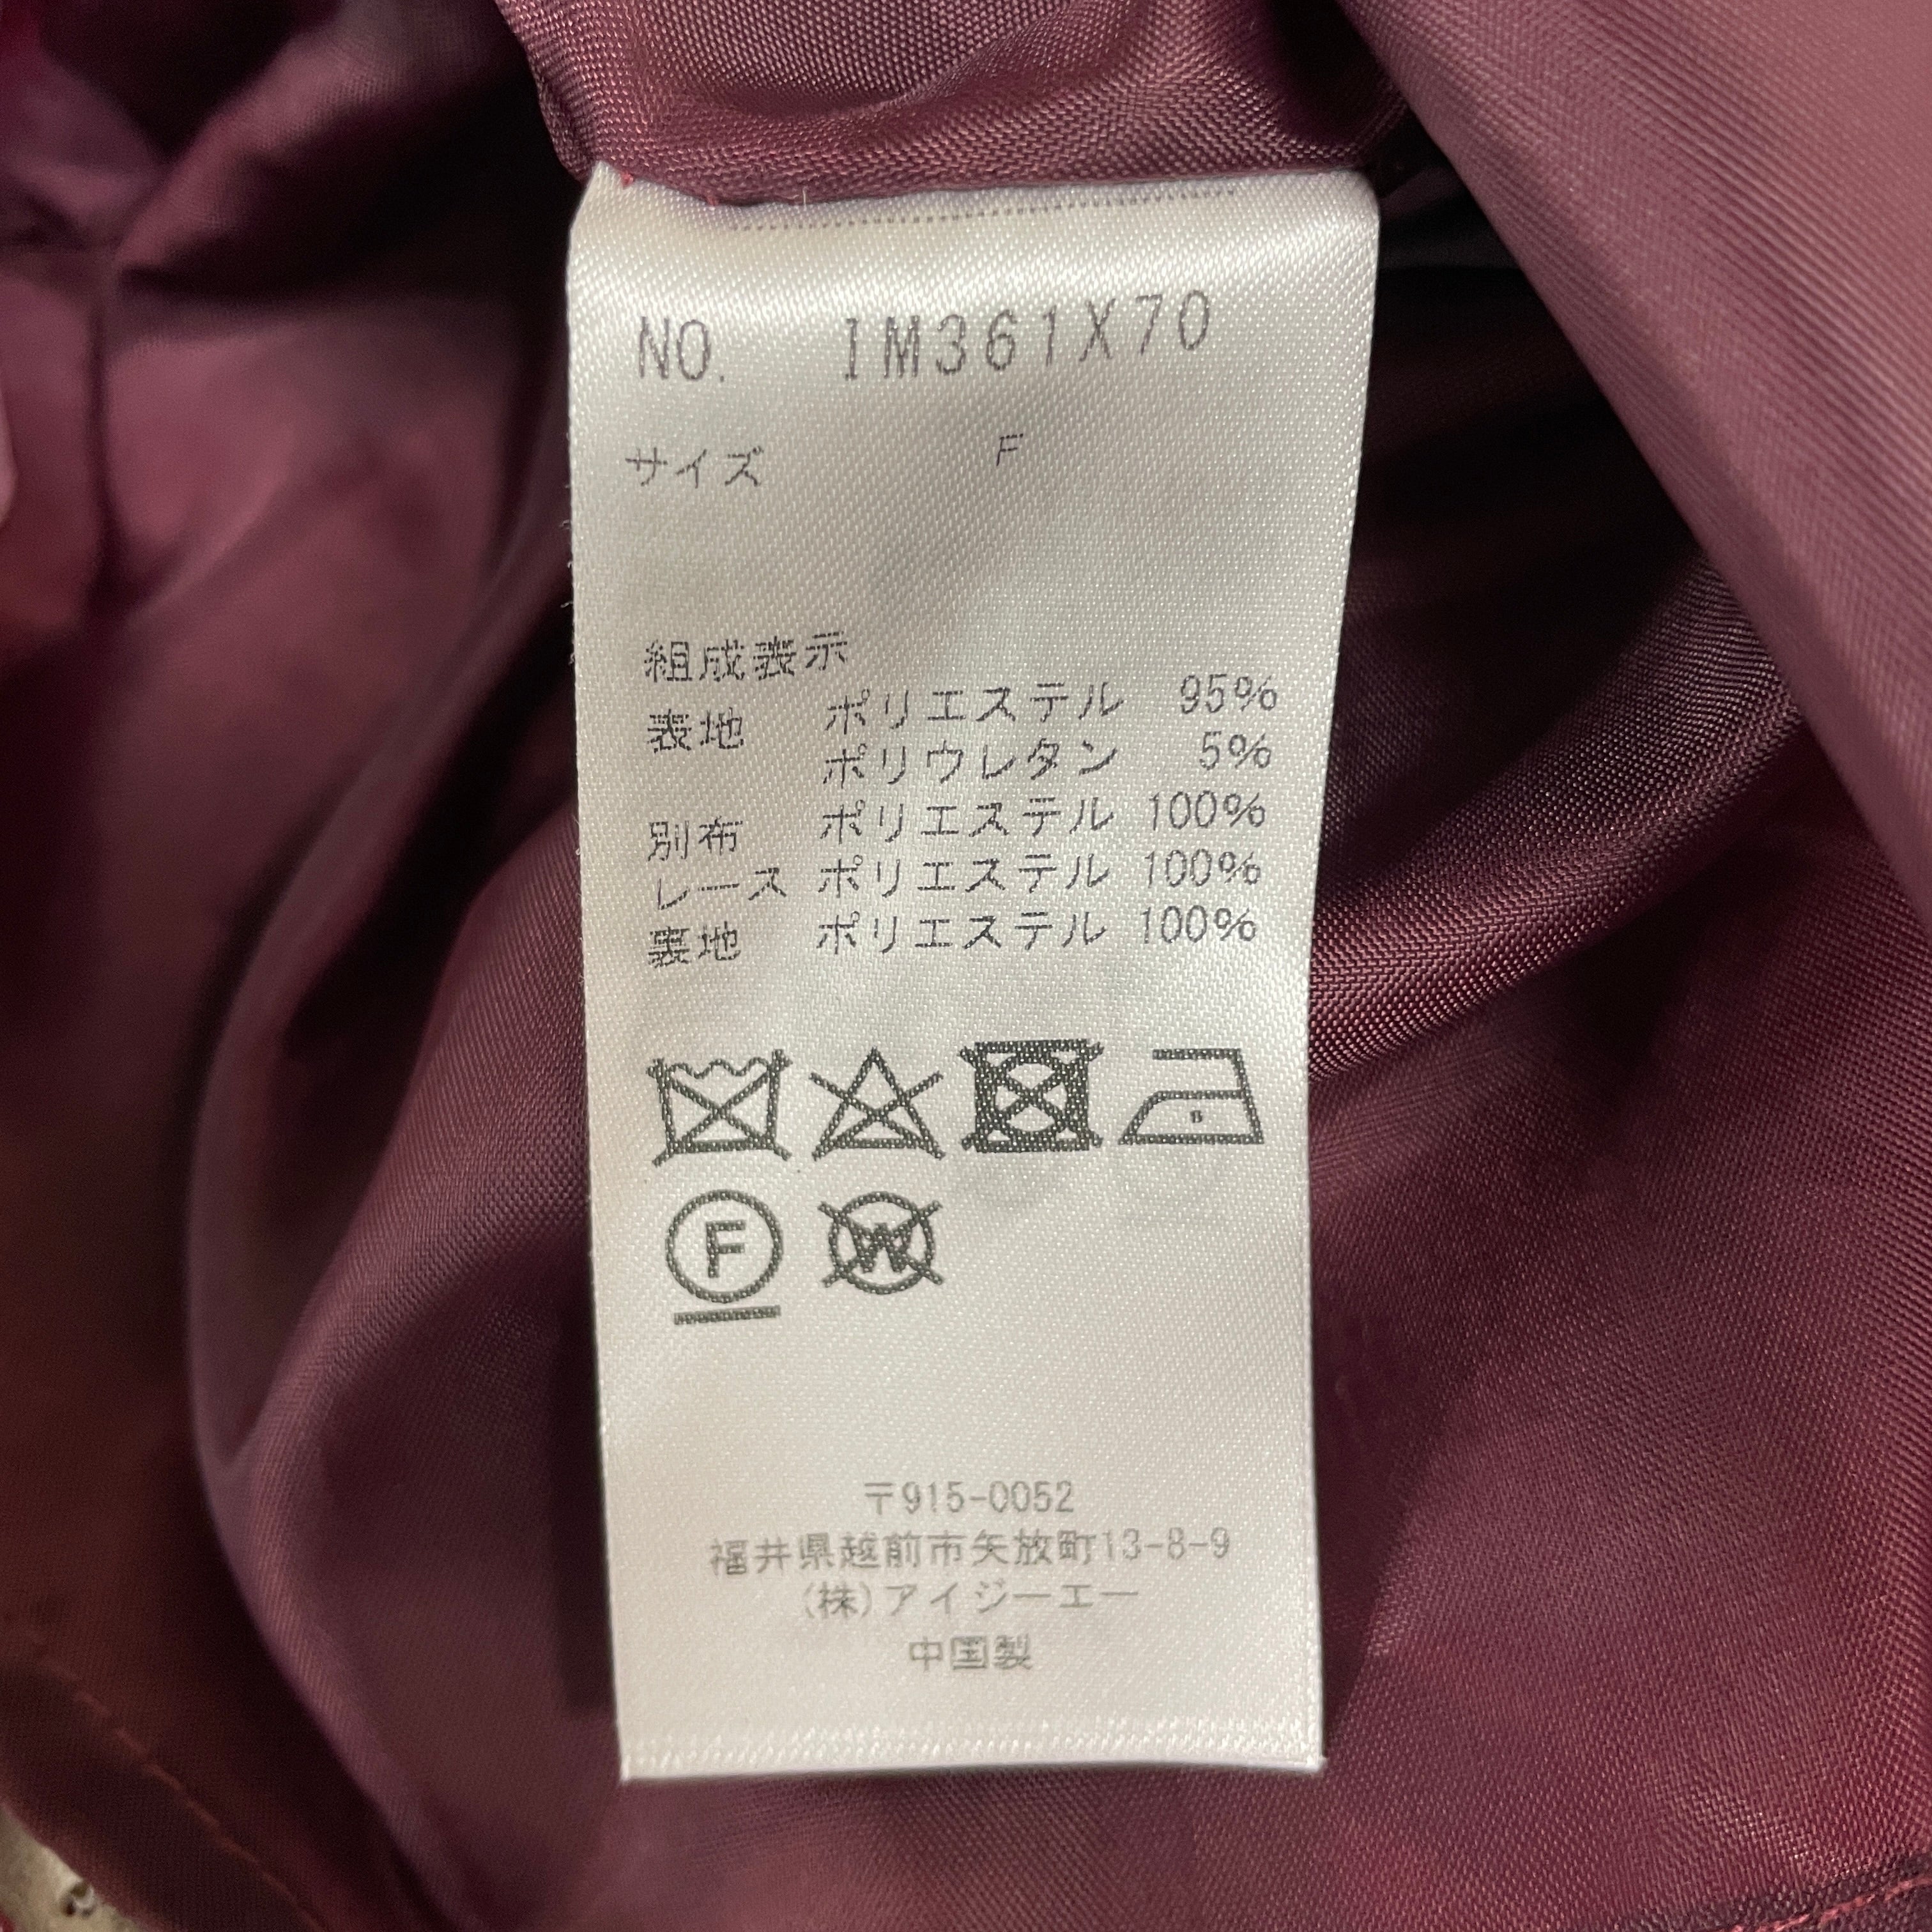 NO. IM361X70
サイズ F
組成表示
表地 ポリエステル 95%
ポリウレタン 5%
別布 ポリエステル 100%
レース ポリエステル 100%
裏地 ポリエステル 100%
F W
〒915-0052
福井県越前市矢放町13-8-9
(株)アイジーエー
中国製